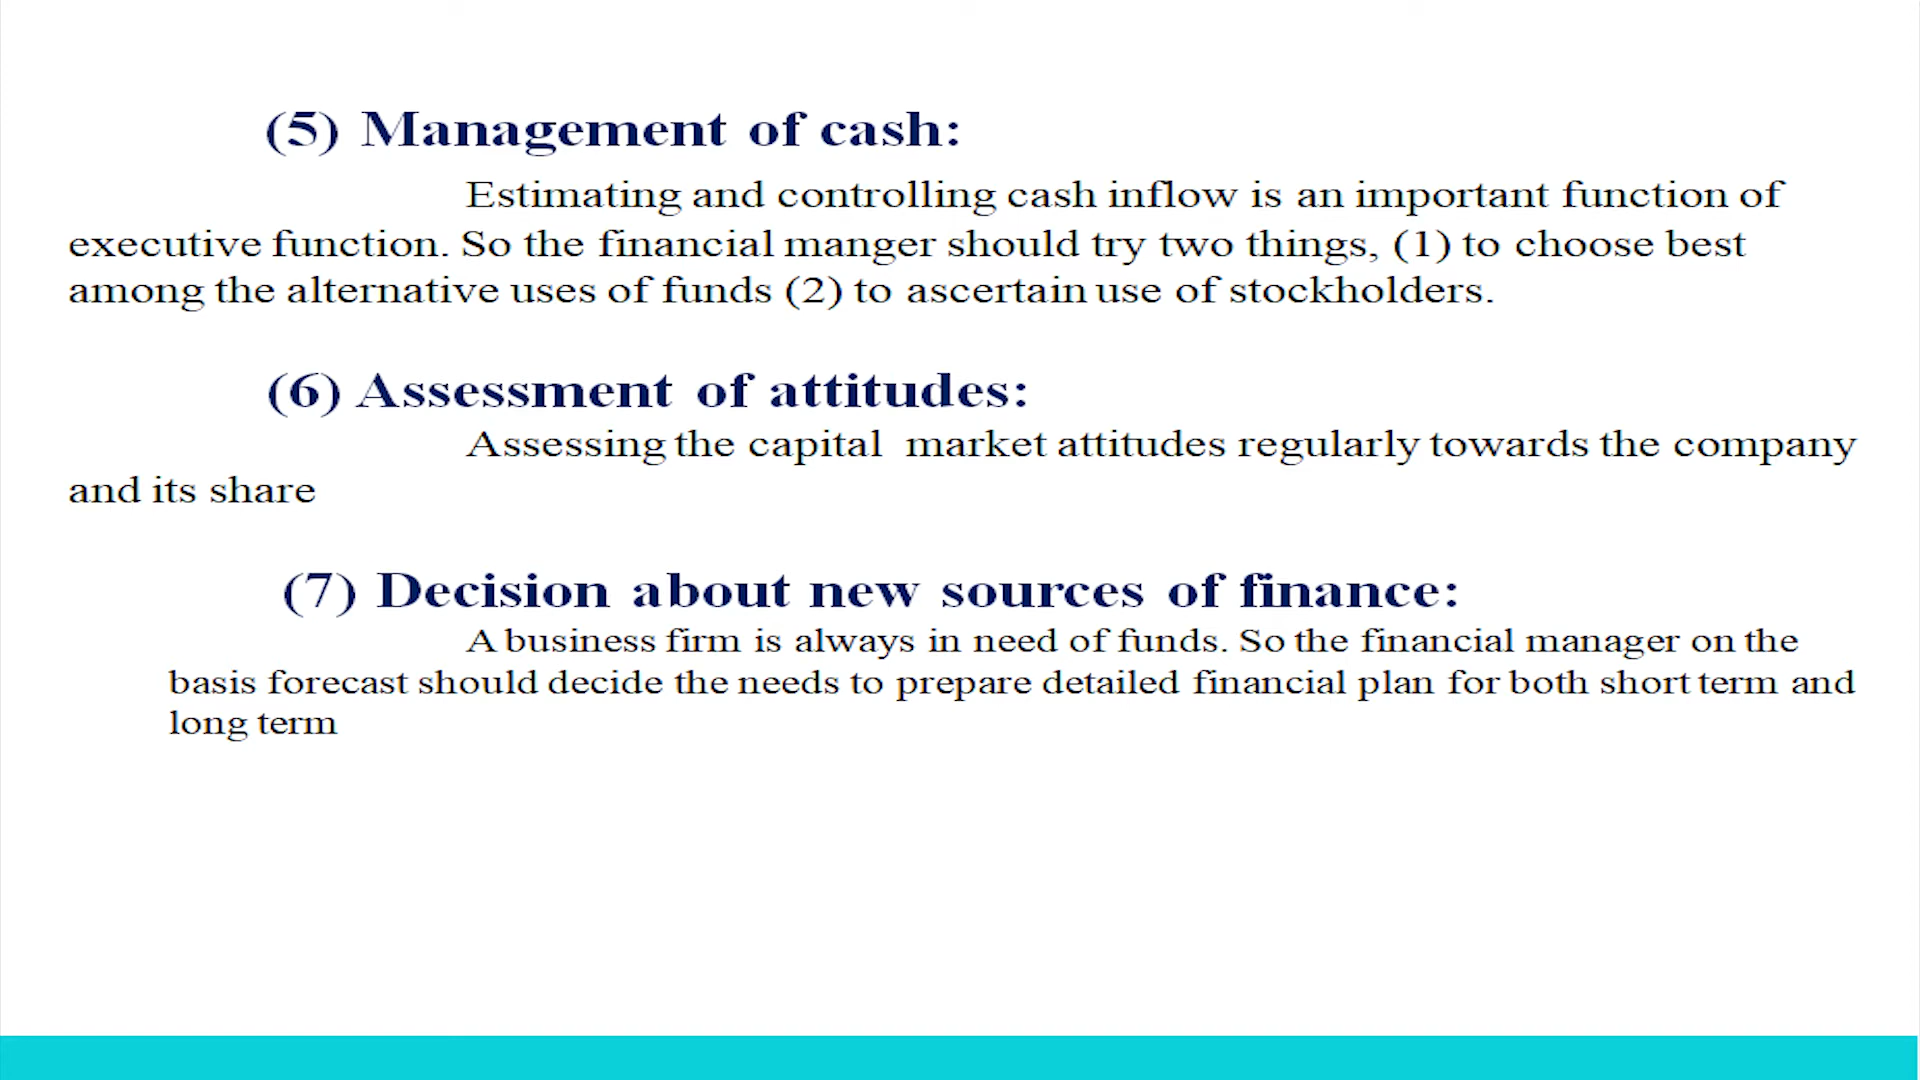 (5) Management of cash:
Estimating and controlling cash inflow is an important function of
executive function. So the financial manger should try two things, (1) to choose best
among the alternative uses of funds (2) to ascertain use of stockholders.
(6) Assessment of attitudes:
Assessing the capital market attitudes regularly towards the company
and its share
(7) Decision about new sources of finance:
A business firm is always in need of funds. So the financial manager on the
basis forecast should decide the needs to prepare detailed financial plan for both short term and
long term